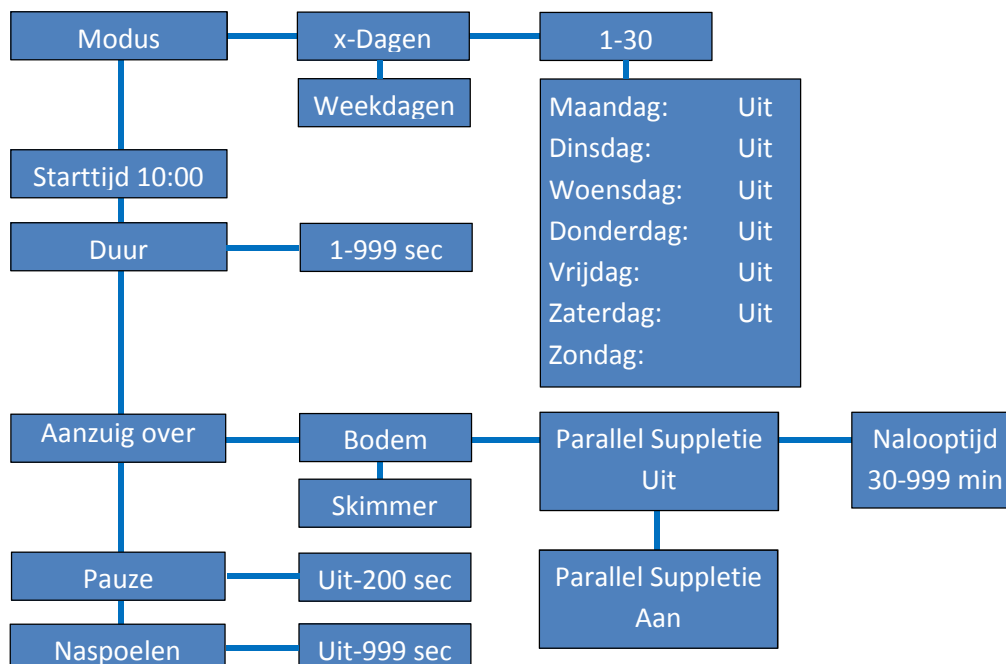 Modus
x-Dagen
1-30
Weekdagen
Maandag: Uit
Dinsdag: Uit
Woensdag: Uit
Donderdag: Uit
Vrijdag: Uit
Zaterdag: Uit
Zondag:
Starttijd 10:00
Duur
1-999 sec
Aanzuig over
Bodem
Skimmer
Parallel Suppletie
Uit
Nalooptijd
30-999 min
Parallel Suppletie
Aan
Pauze
Uit-200 sec
Naspoelen
Uit-999 sec